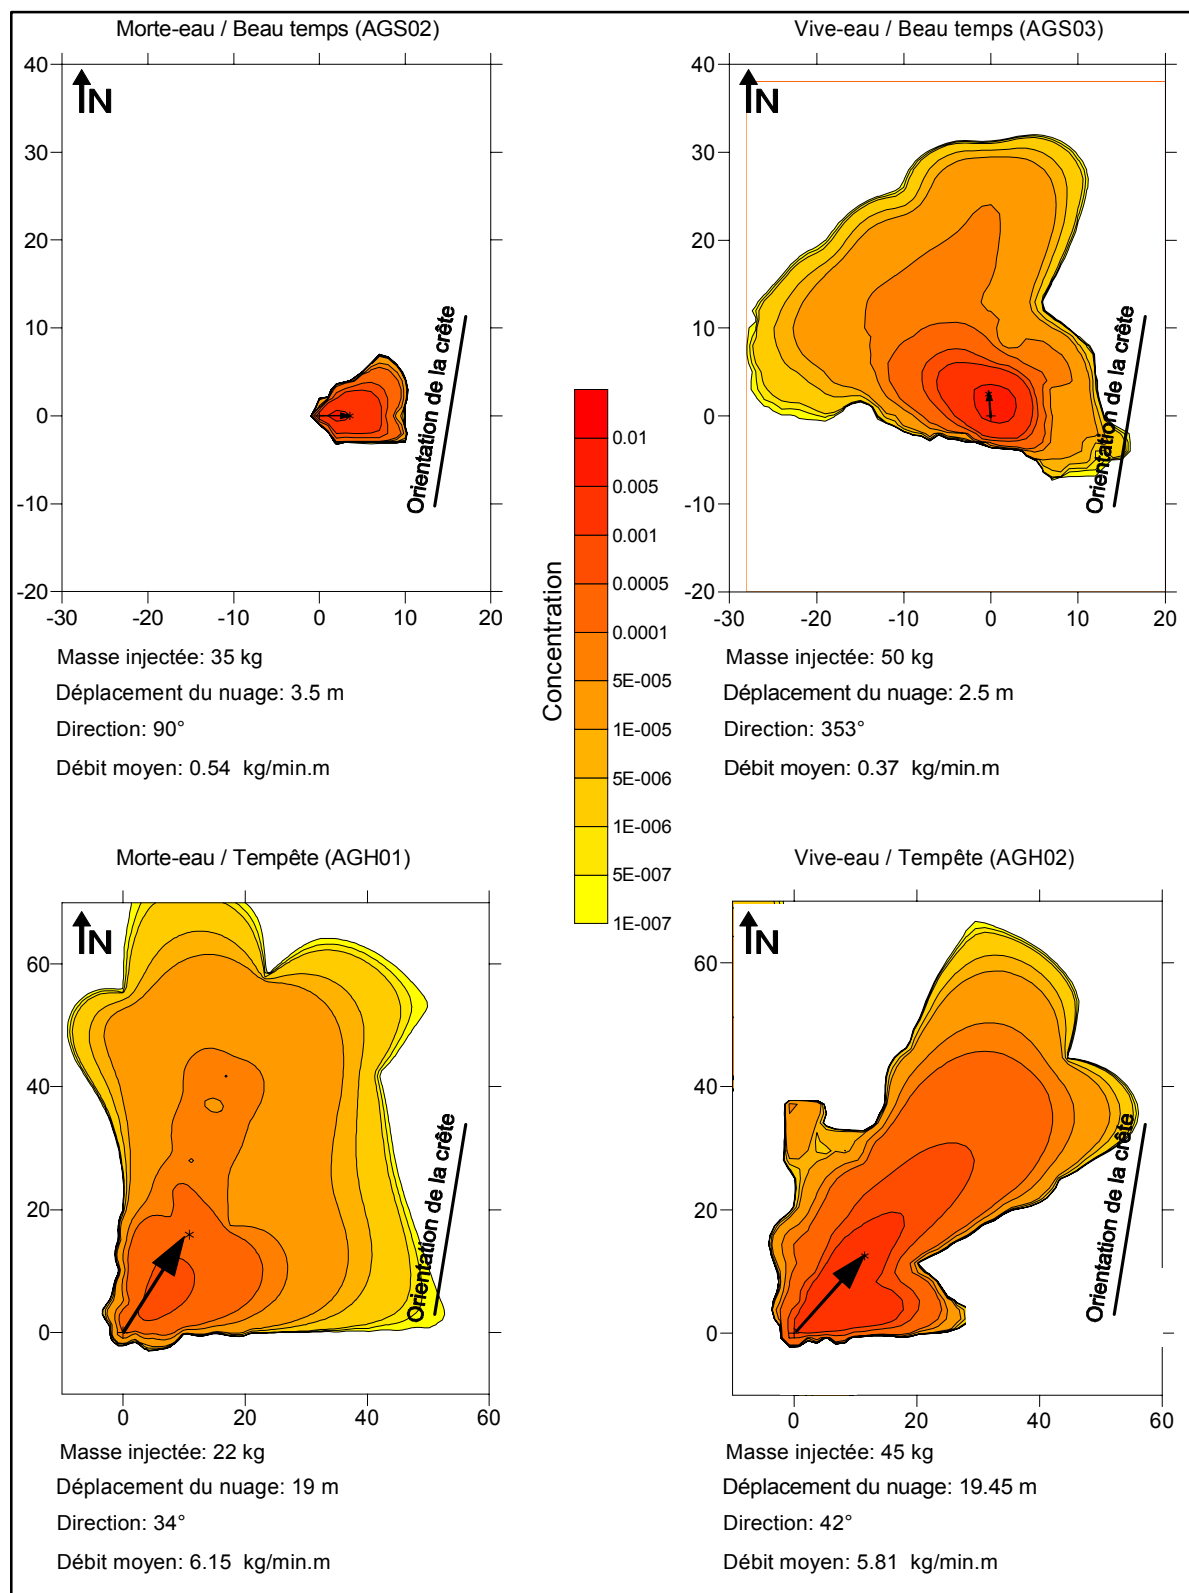 Morte-eau / Beau temps (AGS02)
N
40
30
20
10
0
-10
-20
-30
-20
-10
0
10
20
Orientation de la crête
Masse injectée: 35 kg
Déplacement du nuage: 3.5 m
Direction: 90°
Débit moyen: 0.54 kg/min.m
Vive-eau / Beau temps (AGS03)
N
40
30
20
10
0
-10
-20
-30
-20
-10
0
10
20
Orientation de la crête
Masse injectée: 50 kg
Déplacement du nuage: 2.5 m
Direction: 353°
Débit moyen: 0.37 kg/min.m
Concentration
0.01
0.005
0.001
0.0005
0.0001
5E-005
1E-005
5E-006
1E-006
5E-007
1E-007
Morte-eau / Tempête (AGH01)
N
60
40
20
0
0
20
40
60
Orientation de la crête
Masse injectée: 22 kg
Déplacement du nuage: 19 m
Direction: 34°
Débit moyen: 6.15 kg/min.m
Vive-eau / Tempête (AGH02)
N
60
40
20
0
0
20
40
60
Orientation de la crête
Masse injectée: 45 kg
Déplacement du nuage: 19.45 m
Direction: 42°
Débit moyen: 5.81 kg/min.m